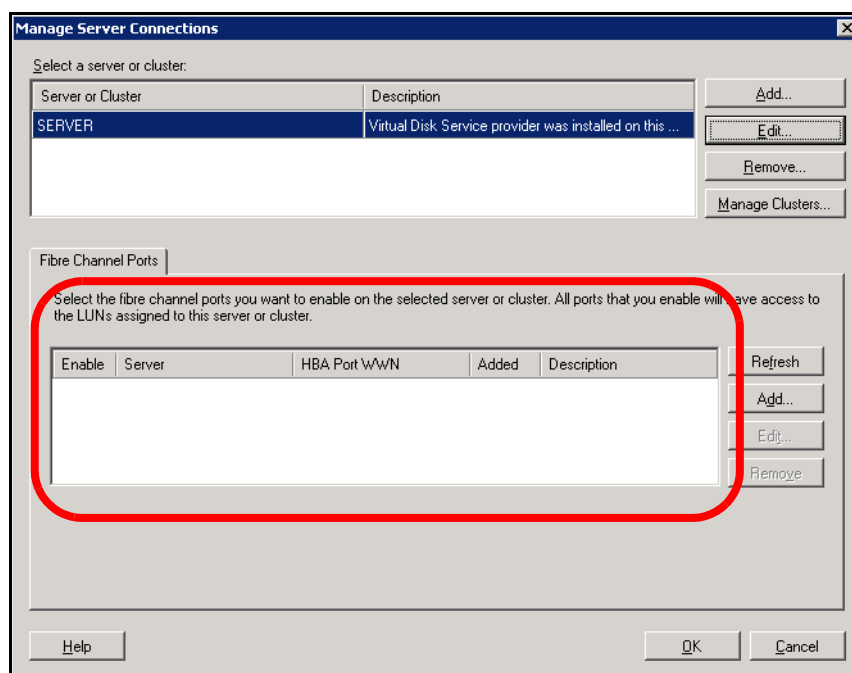 Manage Server Connections
Select a server or cluster:
Server or Cluster Description
SERVER Virtual Disk Service provider was installed on this ...
Add...
Edit...
Remove...
Manage Clusters...
Fibre Channel Ports
Select the fibre channel ports you want to enable on the selected server or cluster. All ports that you enable will have access to
the LUNs assigned to this server or cluster.
Enable Server HBA Port WWN Added Description
Refresh
Add...
Edit...
Remove
Help OK Cancel